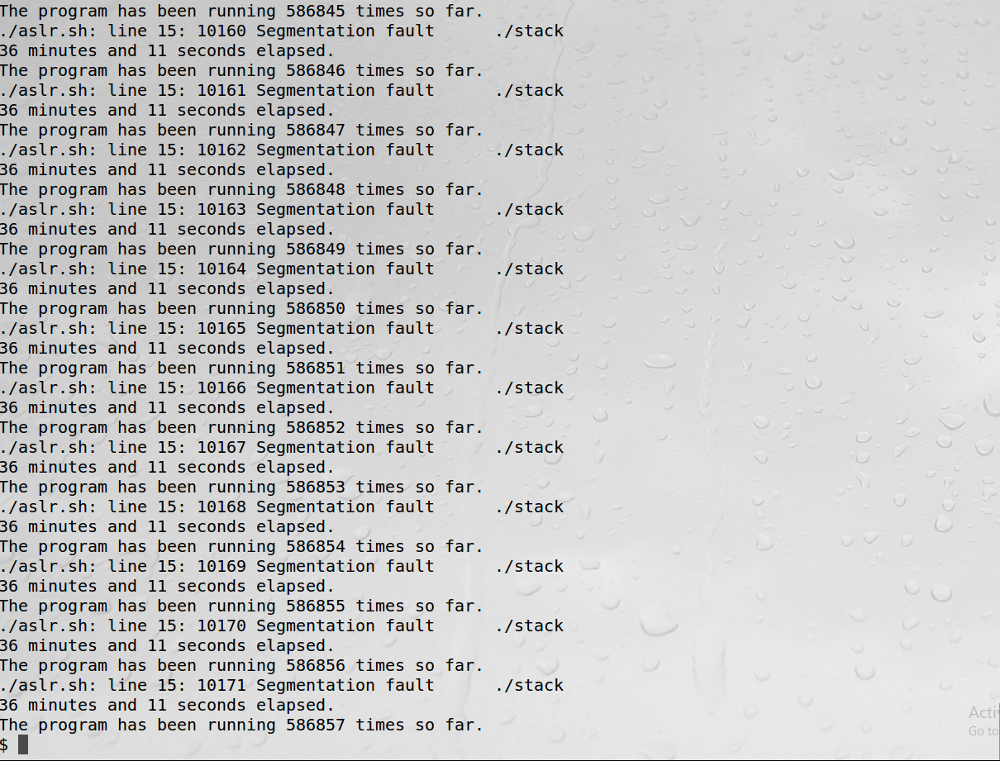 The program has been running 586845 times so far.
./aslr.sh: line 15: 10160 Segmentation fault      ./stack
36 minutes and 11 seconds elapsed.
The program has been running 586846 times so far.
./aslr.sh: line 15: 10161 Segmentation fault      ./stack
36 minutes and 11 seconds elapsed.
The program has been running 586847 times so far.
./aslr.sh: line 15: 10162 Segmentation fault      ./stack
36 minutes and 11 seconds elapsed.
The program has been running 586848 times so far.
./aslr.sh: line 15: 10163 Segmentation fault      ./stack
36 minutes and 11 seconds elapsed.
The program has been running 586849 times so far.
./aslr.sh: line 15: 10164 Segmentation fault      ./stack
36 minutes and 11 seconds elapsed.
The program has been running 586850 times so far.
./aslr.sh: line 15: 10165 Segmentation fault      ./stack
36 minutes and 11 seconds elapsed.
The program has been running 586851 times so far.
./aslr.sh: line 15: 10166 Segmentation fault      ./stack
36 minutes and 11 seconds elapsed.
The program has been running 586852 times so far.
./aslr.sh: line 15: 10167 Segmentation fault      ./stack
36 minutes and 11 seconds elapsed.
The program has been running 586853 times so far.
./aslr.sh: line 15: 10168 Segmentation fault      ./stack
36 minutes and 11 seconds elapsed.
The program has been running 586854 times so far.
./aslr.sh: line 15: 10169 Segmentation fault      ./stack
36 minutes and 11 seconds elapsed.
The program has been running 586855 times so far.
./aslr.sh: line 15: 10170 Segmentation fault      ./stack
36 minutes and 11 seconds elapsed.
The program has been running 586856 times so far.
./aslr.sh: line 15: 10171 Segmentation fault      ./stack
36 minutes and 11 seconds elapsed.
The program has been running 586857 times so far.
$
Acti
Go to